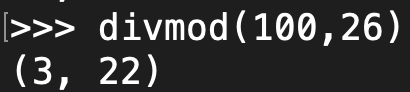 >>> divmod(100,26)
(3, 22)